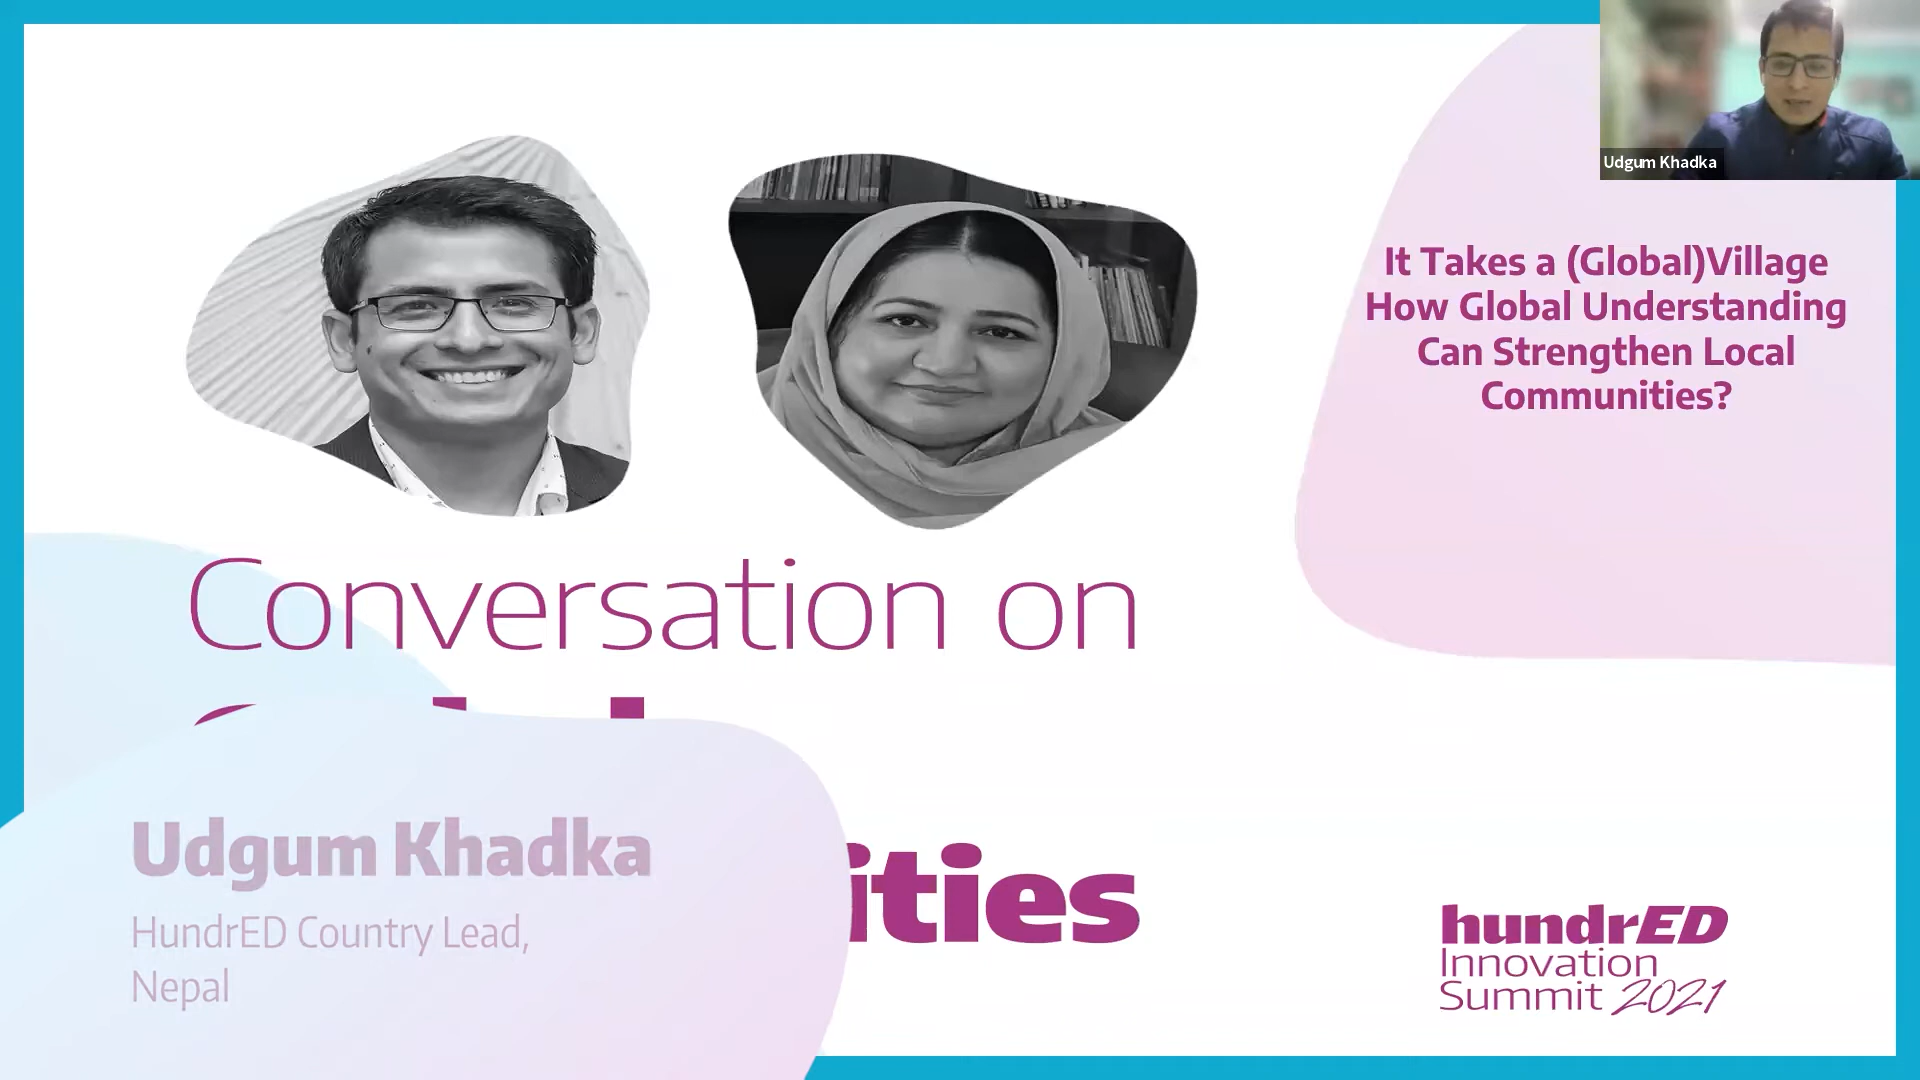 Udgum Khadka
It Takes a (Global)Village
How Global Understanding
Can Strengthen Local
Communities?
Conversation on
ities
Udgum Khadka
HundrED Country Lead,
Nepal
hundrED
Innovation
Summit 2021